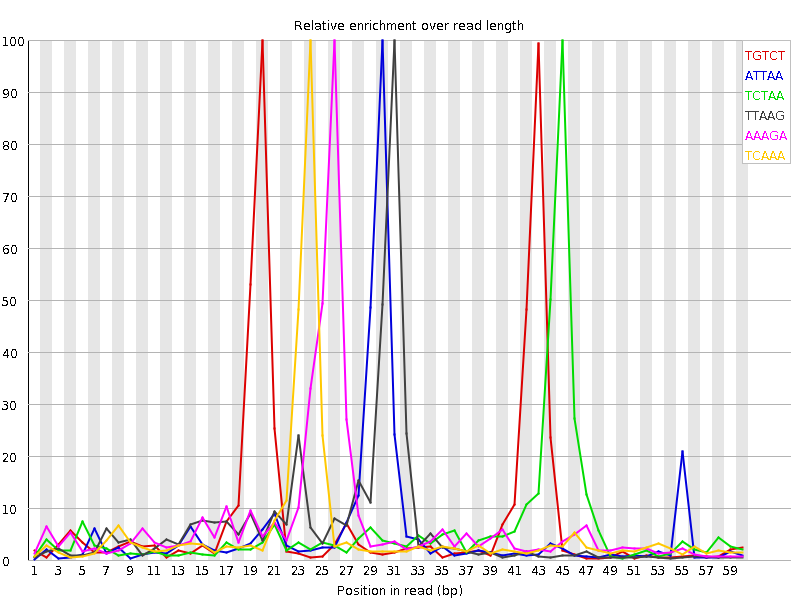 Relative enrichment over read length
100
90
80
70
60
50
40
30
20
10
0
TGTCT
ATTAA
TCTAA
TTAAG
AAAGA
TCAAA
1 3 5 7 9 11 13 15 17 19 21 23 25 27 29 31 33 35 37 39 41 43 45 47 49 51 53 55 57 59
Position in read (bp)